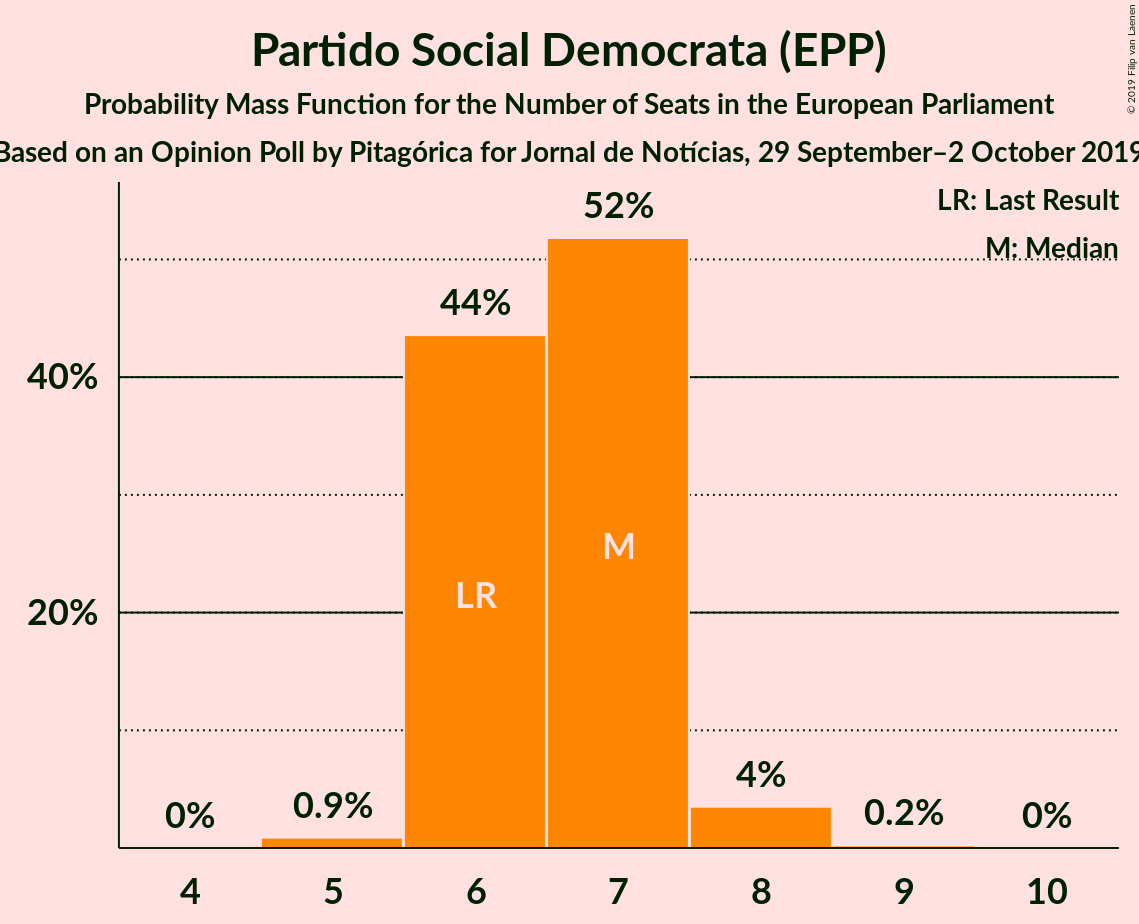 Partido Social Democrata (EPP)
Probability Mass Function for the Number of Seats in the European Parliament
Based on an Opinion Poll by Pitagórica for Jornal de Notícias, 29 September–2 October 2019
© 2019 Filip van Laenen
LR: Last Result
M: Median
52%
44%
40%
M
LR
20%
4%
0%
0.9%
0.2%
0%
4 5 6 7 8 9 10